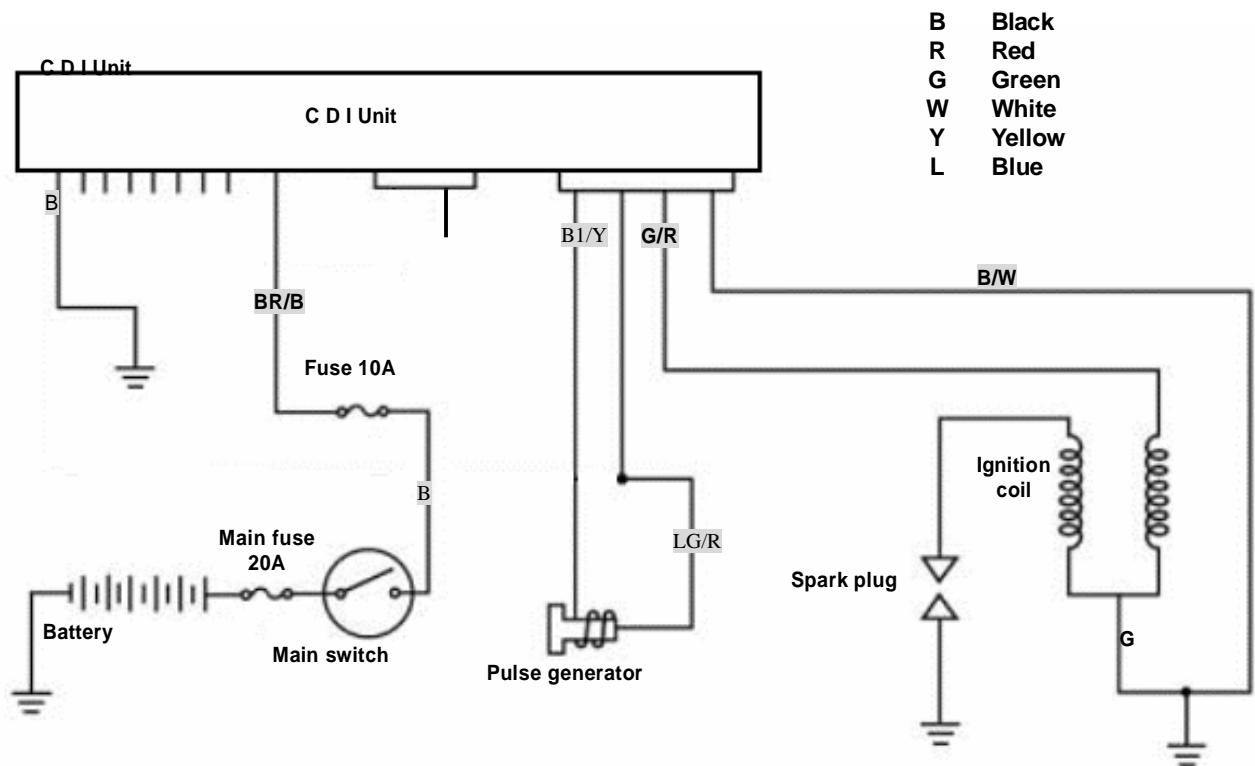 B Black
R Red
G Green
W White
Y Yellow
L Blue
C D I Unit
C D I Unit
B
B1/Y
G/R
BR/B
B/W
Fuse 10A
Ignition
coil
B
Main fuse
20A
LG/R
Spark plug
Battery
Main switch
Pulse generator
G